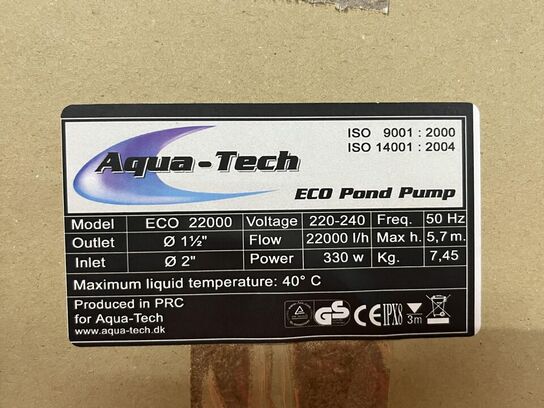 ISO 9001 : 2000
ISO 14001 : 2004
Aqua-Tech
ECO Pond Pump
Model ECO 22000 Voltage 220-240 Freq. 50 Hz
Outlet Ø 1½" Flow 22000 l/h Max h. 5,7 m.
Inlet Ø 2" Power 330 w Kg. 7,45
Maximum liquid temperature: 40° C
Produced in PRC
for Aqua-Tech
www.aqua-tech.dk
GS CE IPX8 3m